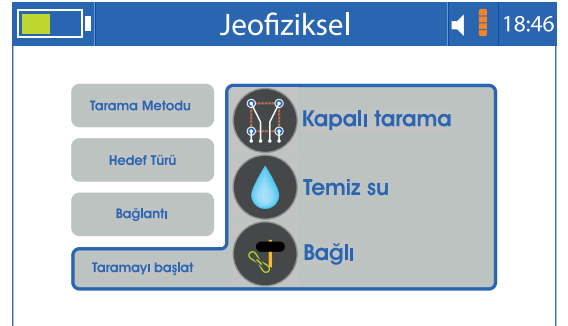 Jeofiziksel
18:46
Tarama Metodu
Hedef Türü
Bağlantı
Taramayı başlat
Kapalı tarama
Temiz su
Bağlı